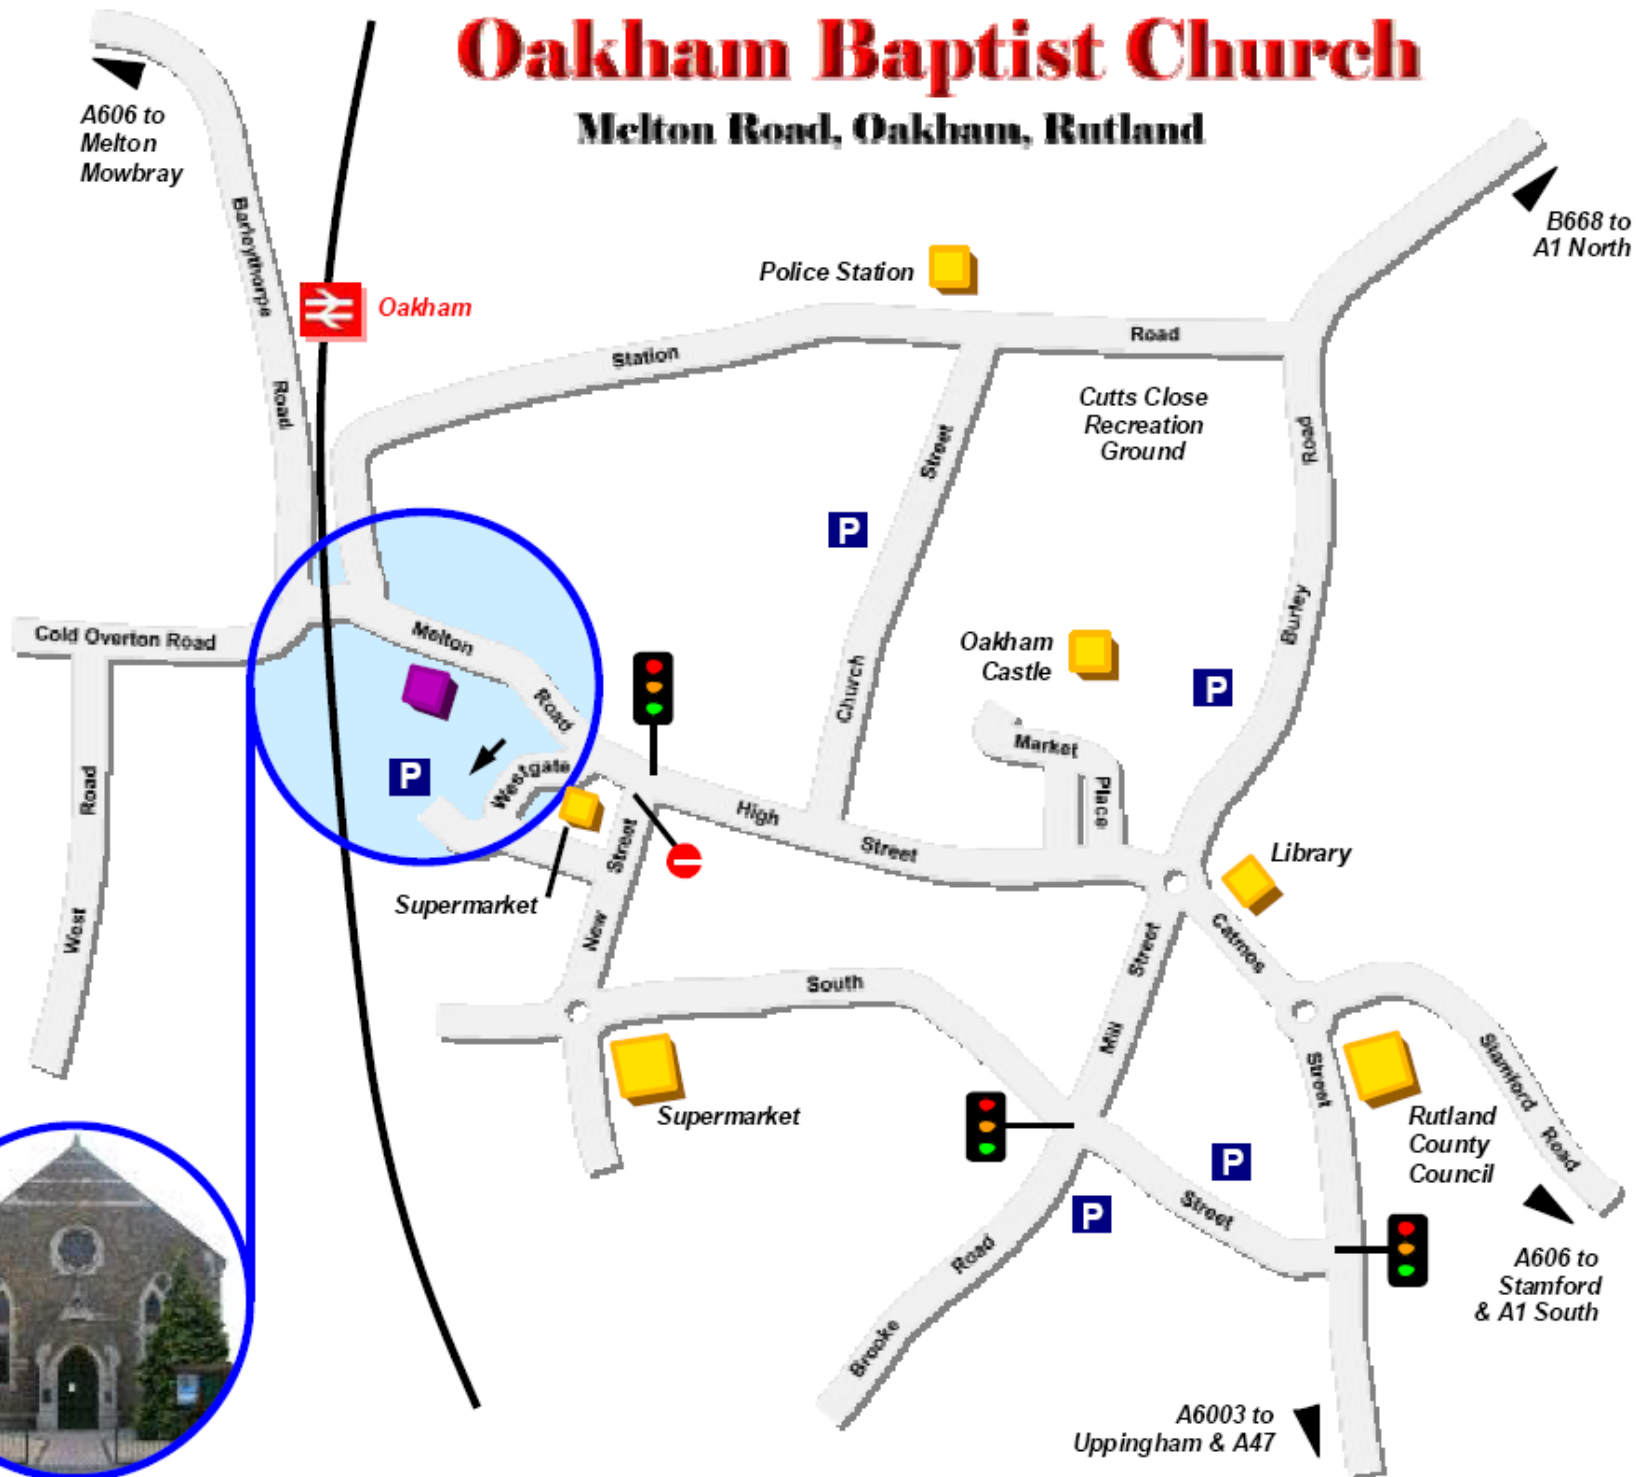 Oakham Baptist Church
Melton Road, Oakham, Rutland
A606 to
Melton
Mowbray
B668 to
A1 North
Barleythorpe
Road
Oakham
Police Station
Station
Road
Cutts Close
Recreation
Ground
Road
Burley
Street
Church
P
Oakham
Castle
P
Cold Overton Road
Melton
Road
P
Westgate
Market
Place
High
Street
Street
New
Supermarket
Library
Road
West
South
Street
Mill
Catmos
Street
Stamford
Road
Supermarket
Rutland
County
Council
P
P
Street
Road
Brooke
A606 to
Stamford
& A1 South
A6003 to
Uppingham & A47